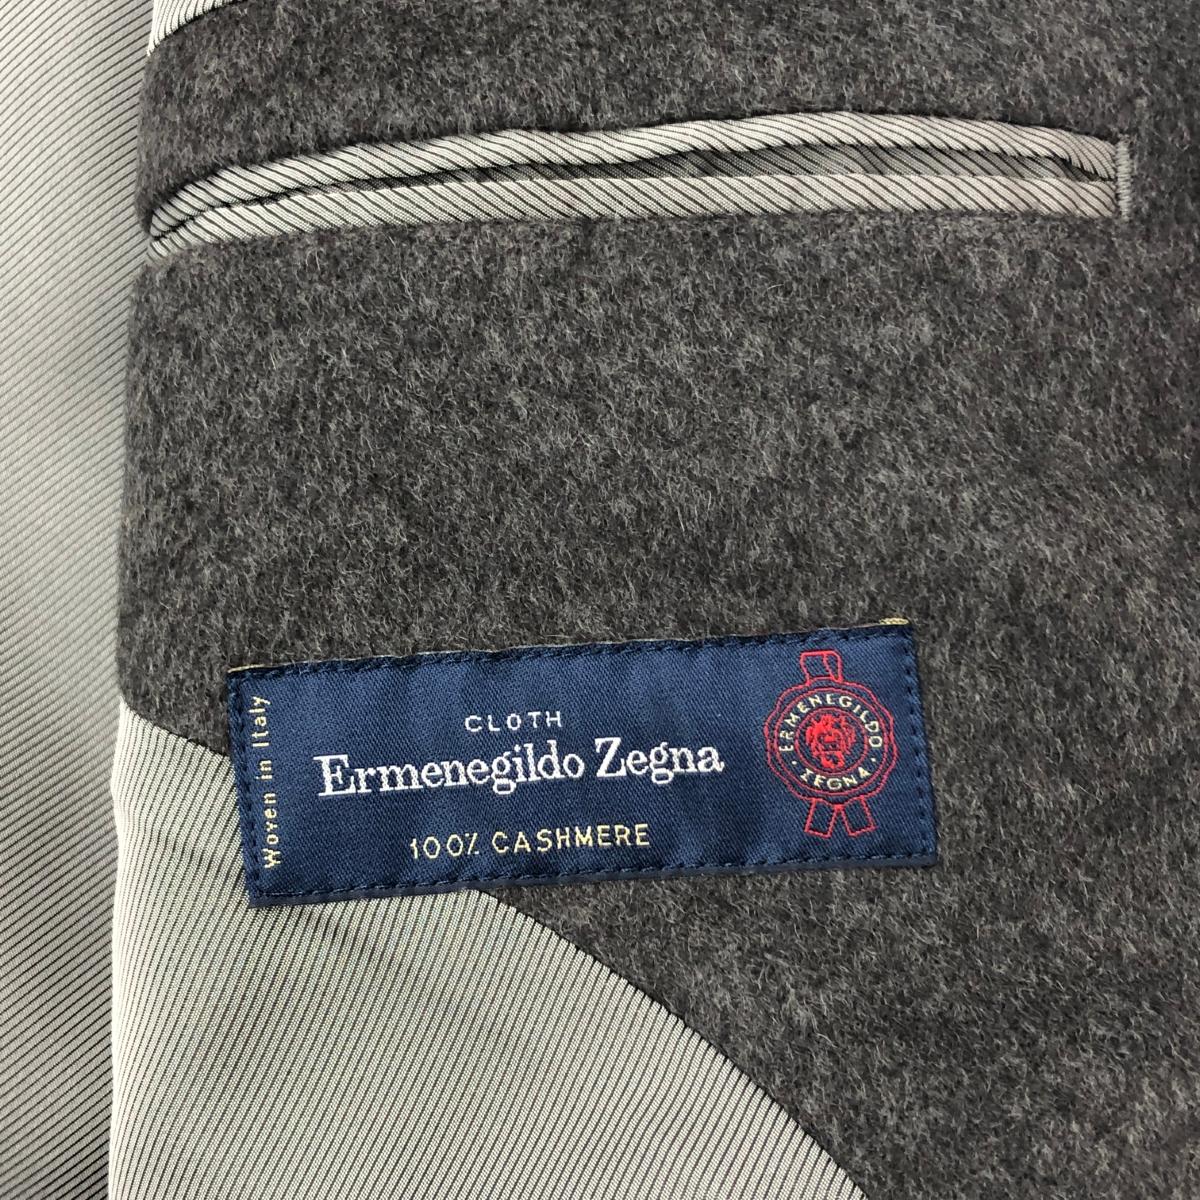 Woven in Italy
CLOTH
Ermenegildo Zegna
100% CASHMERE
ERMENEGILDO
· ZEGNA ·